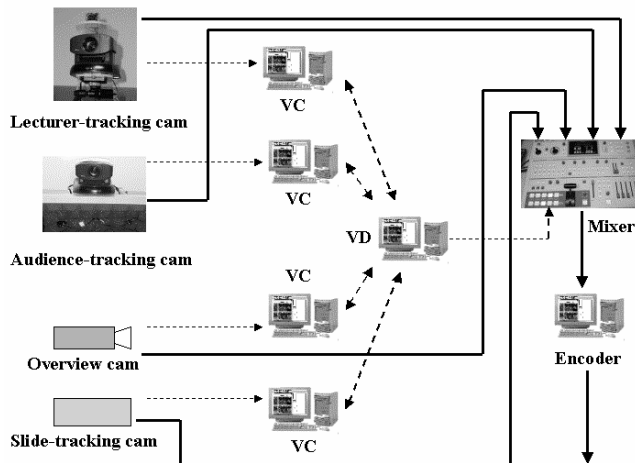 Lecturer-tracking cam
VC
VC
Audience-tracking cam
VD
Mixer
VC
Overview cam
Encoder
Slide-tracking cam
VC